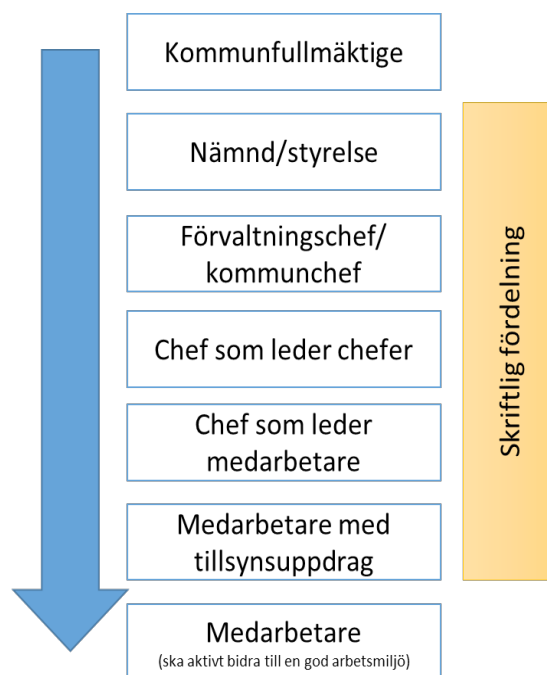 Kommunfullmäktige
Nämnd/styrelse
Förvaltningschef/
kommunchef
Chef som leder chefer
Chef som leder
medarbetare
Medarbetare med
tillsynsuppdrag
Medarbetare
(ska aktivt bidra till en god arbetsmiljö)
Skriftlig fördelning